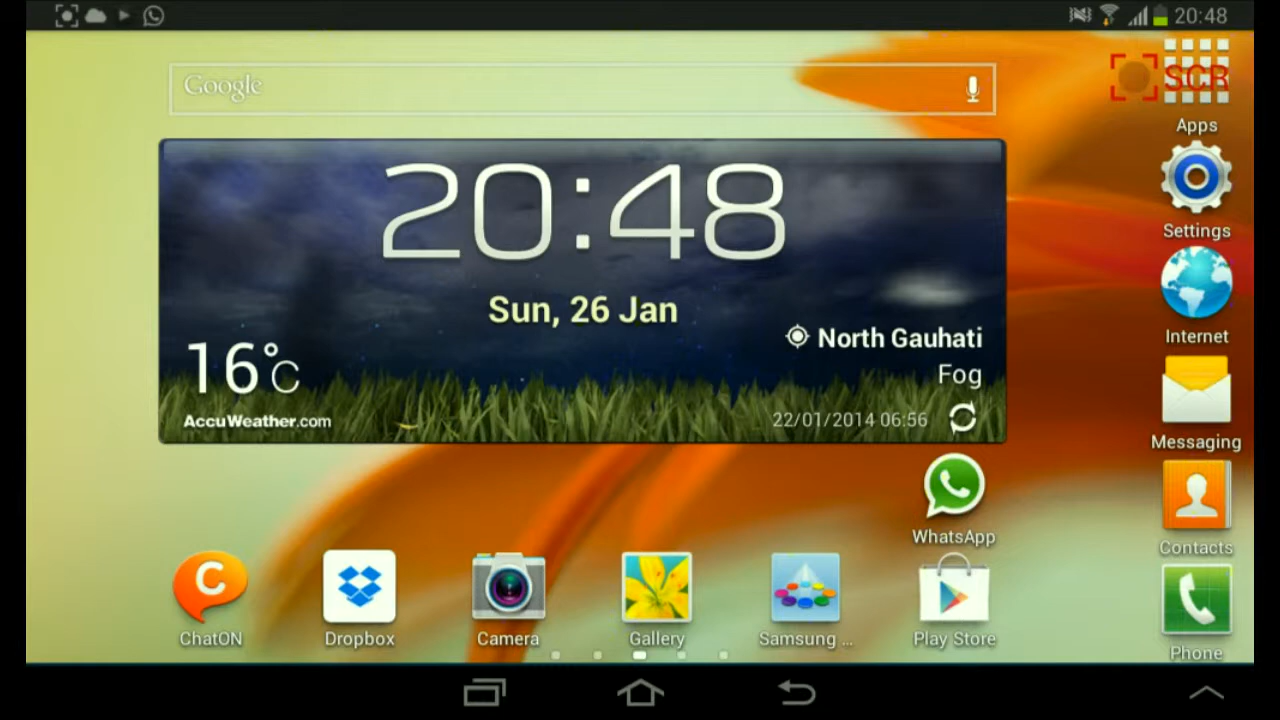 20:48
Google
SCR
Apps
20:48
Sun, 26 Jan
Settings
North Gauhati
Internet
16°C
Fog
AccuWeather.com
22/01/2014 06:56
Messaging
WhatsApp
Contacts
C
ChatON
Dropbox
Camera
Gallery
Samsung ...
Play Store
Phone